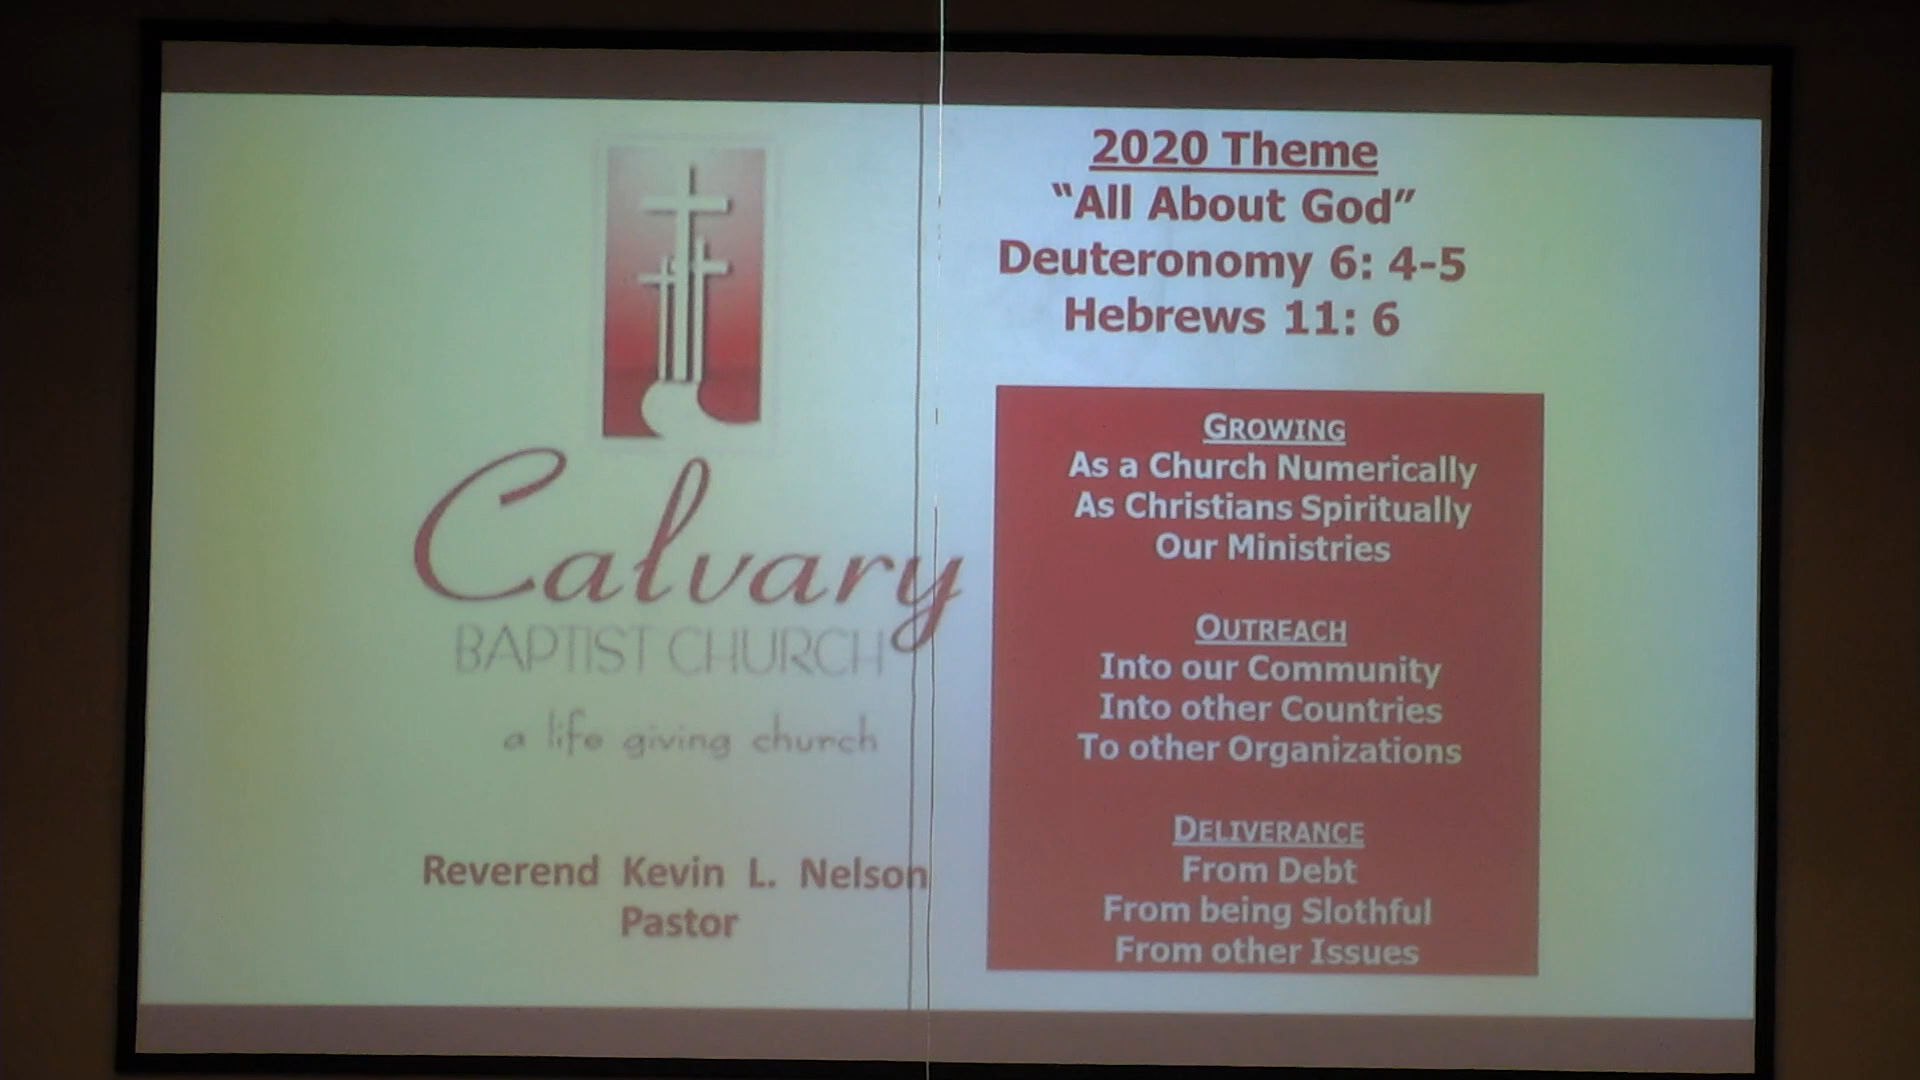 Calvary
BAPTIST CHURCH
a life giving church
Reverend Kevin L. Nelson
Pastor
2020 Theme
“All About God”
Deuteronomy 6: 4-5
Hebrews 11: 6
GROWING
As a Church Numerically
As Christians Spiritually
Our Ministries
OUTREACH
Into our Community
Into other Countries
To other Organizations
DELIVERANCE
From Debt
From being Slothful
From other Issues